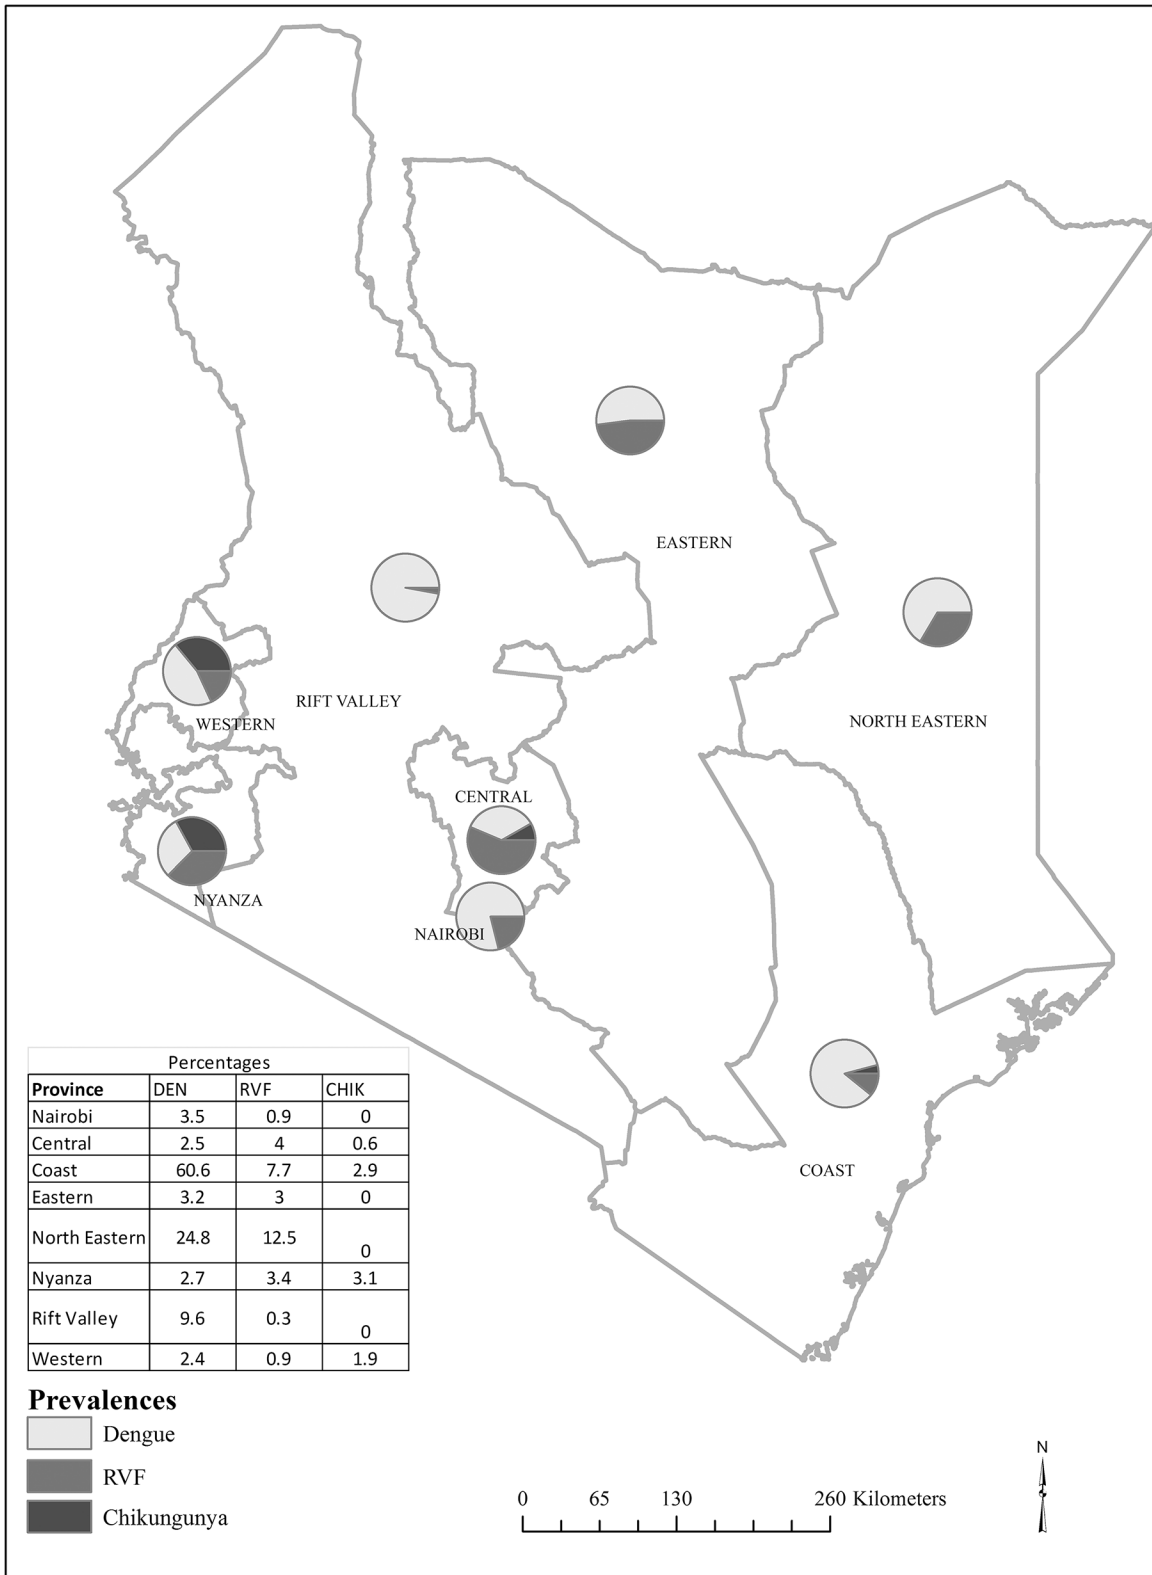 EASTERN
RIFT VALLEY
WESTERN
NORTH EASTERN
CENTRAL
NYANZA
NAIROBI
COAST
Percentages
Province DEN RVF CHIK
Nairobi 3.5 0.9 0
Central 2.5 4 0.6
Coast 60.6 7.7 2.9
Eastern 3.2 3 0
North Eastern 24.8 12.5 0
Nyanza 2.7 3.4 3.1
Rift Valley 9.6 0.3 0
Western 2.4 0.9 1.9
Prevalences
Dengue
RVF
Chikungunya
0 65 130 260 Kilometers
N